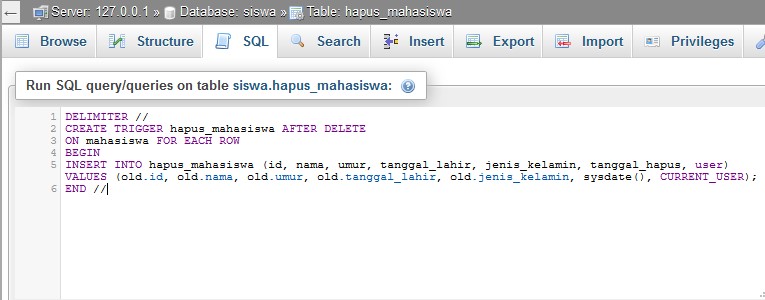 ← Server: 127.0.0.1 » Database: siswa » Table: hapus_mahasiswa
Browse Structure SQL Search Insert Export Import Privileges
Run SQL query/queries on table siswa.hapus_mahasiswa:
1 DELIMITER //
2 CREATE TRIGGER hapus_mahasiswa AFTER DELETE
3 ON mahasiswa FOR EACH ROW
4 BEGIN
5 INSERT INTO hapus_mahasiswa (id, nama, umur, tanggal_lahir, jenis_kelamin, tanggal_hapus, user)
VALUES (old.id, old.nama, old.umur, old.tanggal_lahir, old.jenis_kelamin, sysdate(), CURRENT_USER);
6 END //